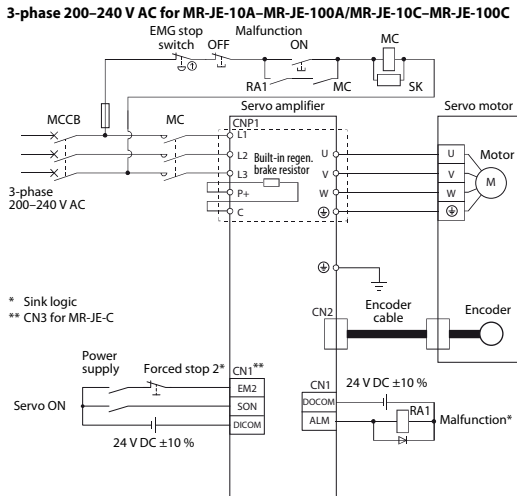 3-phase 200–240 V AC for MR-JE-10A–MR-JE-100A/MR-JE-10C–MR-JE-100C
EMG stop
switch
OFF
Malfunction
ON
MC
①
RA1
MC
SK
Servo amplifier
Servo motor
MCCB
MC
CNP1
L1
L2
L3
P+
C
Built-in regen.
brake resistor
U
V
W
U
V
W
Motor
M
3-phase
200–240 V AC
* Sink logic
** CN3 for MR-JE-C
CN2
Encoder
cable
Encoder
Power
supply
Forced stop 2*
CN1**
EM2
SON
DICOM
Servo ON
24 V DC ±10 %
CN1
DOCOM
ALM
24 V DC ±10 %
RA1
Malfunction*